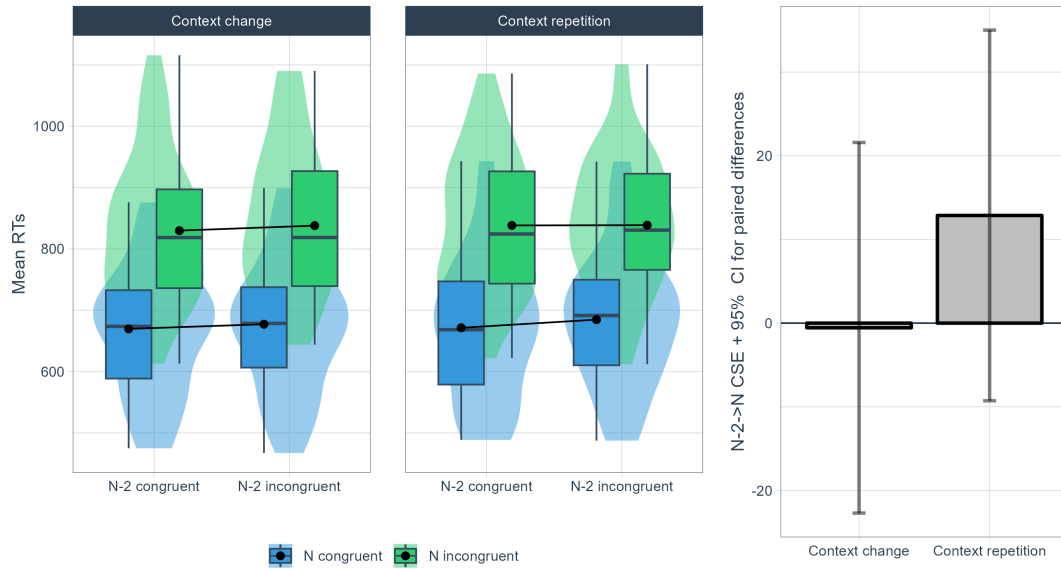 Context change
Context repetition
Mean RTs
1000
800
600
N-2 congruent
N-2 incongruent
N-2 congruent
N-2 incongruent
N congruent
N incongruent
N-2->N CSE + 95%  CI for paired differences
20
0
-20
Context change
Context repetition